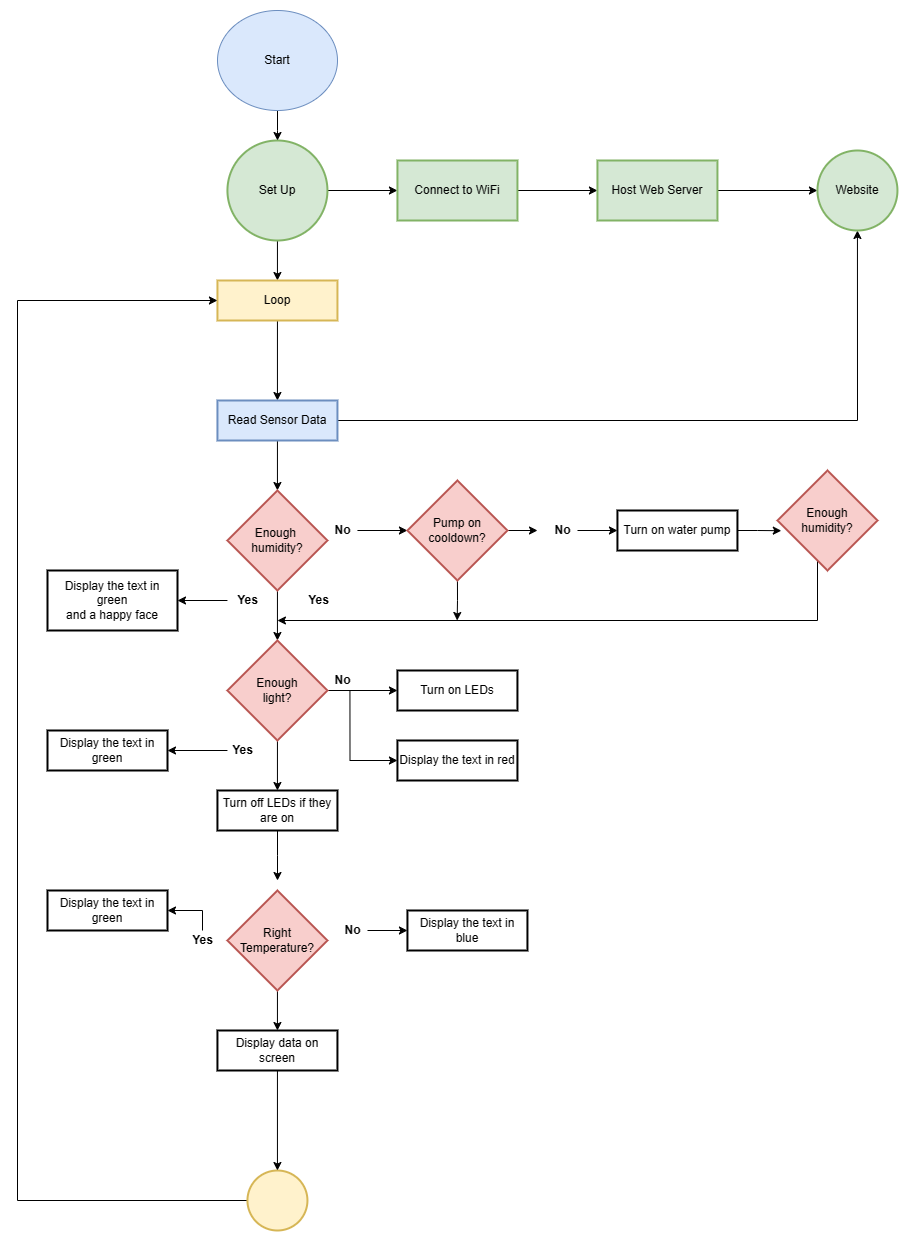 Start
Set Up
Connect to WiFi
Host Web Server
Website
Loop
Read Sensor Data
Enough
humidity?
No
Pump on
cooldown?
No
Turn on water pump
Enough
humidity?
Display the text in
green
and a happy face
Yes
Yes
Enough
light?
No
Turn on LEDs
Display the text in
green
Yes
Display the text in red
Turn off LEDs if they
are on
Display the text in
green
Yes
Right
Temperature?
No
Display the text in
blue
Display data on
screen